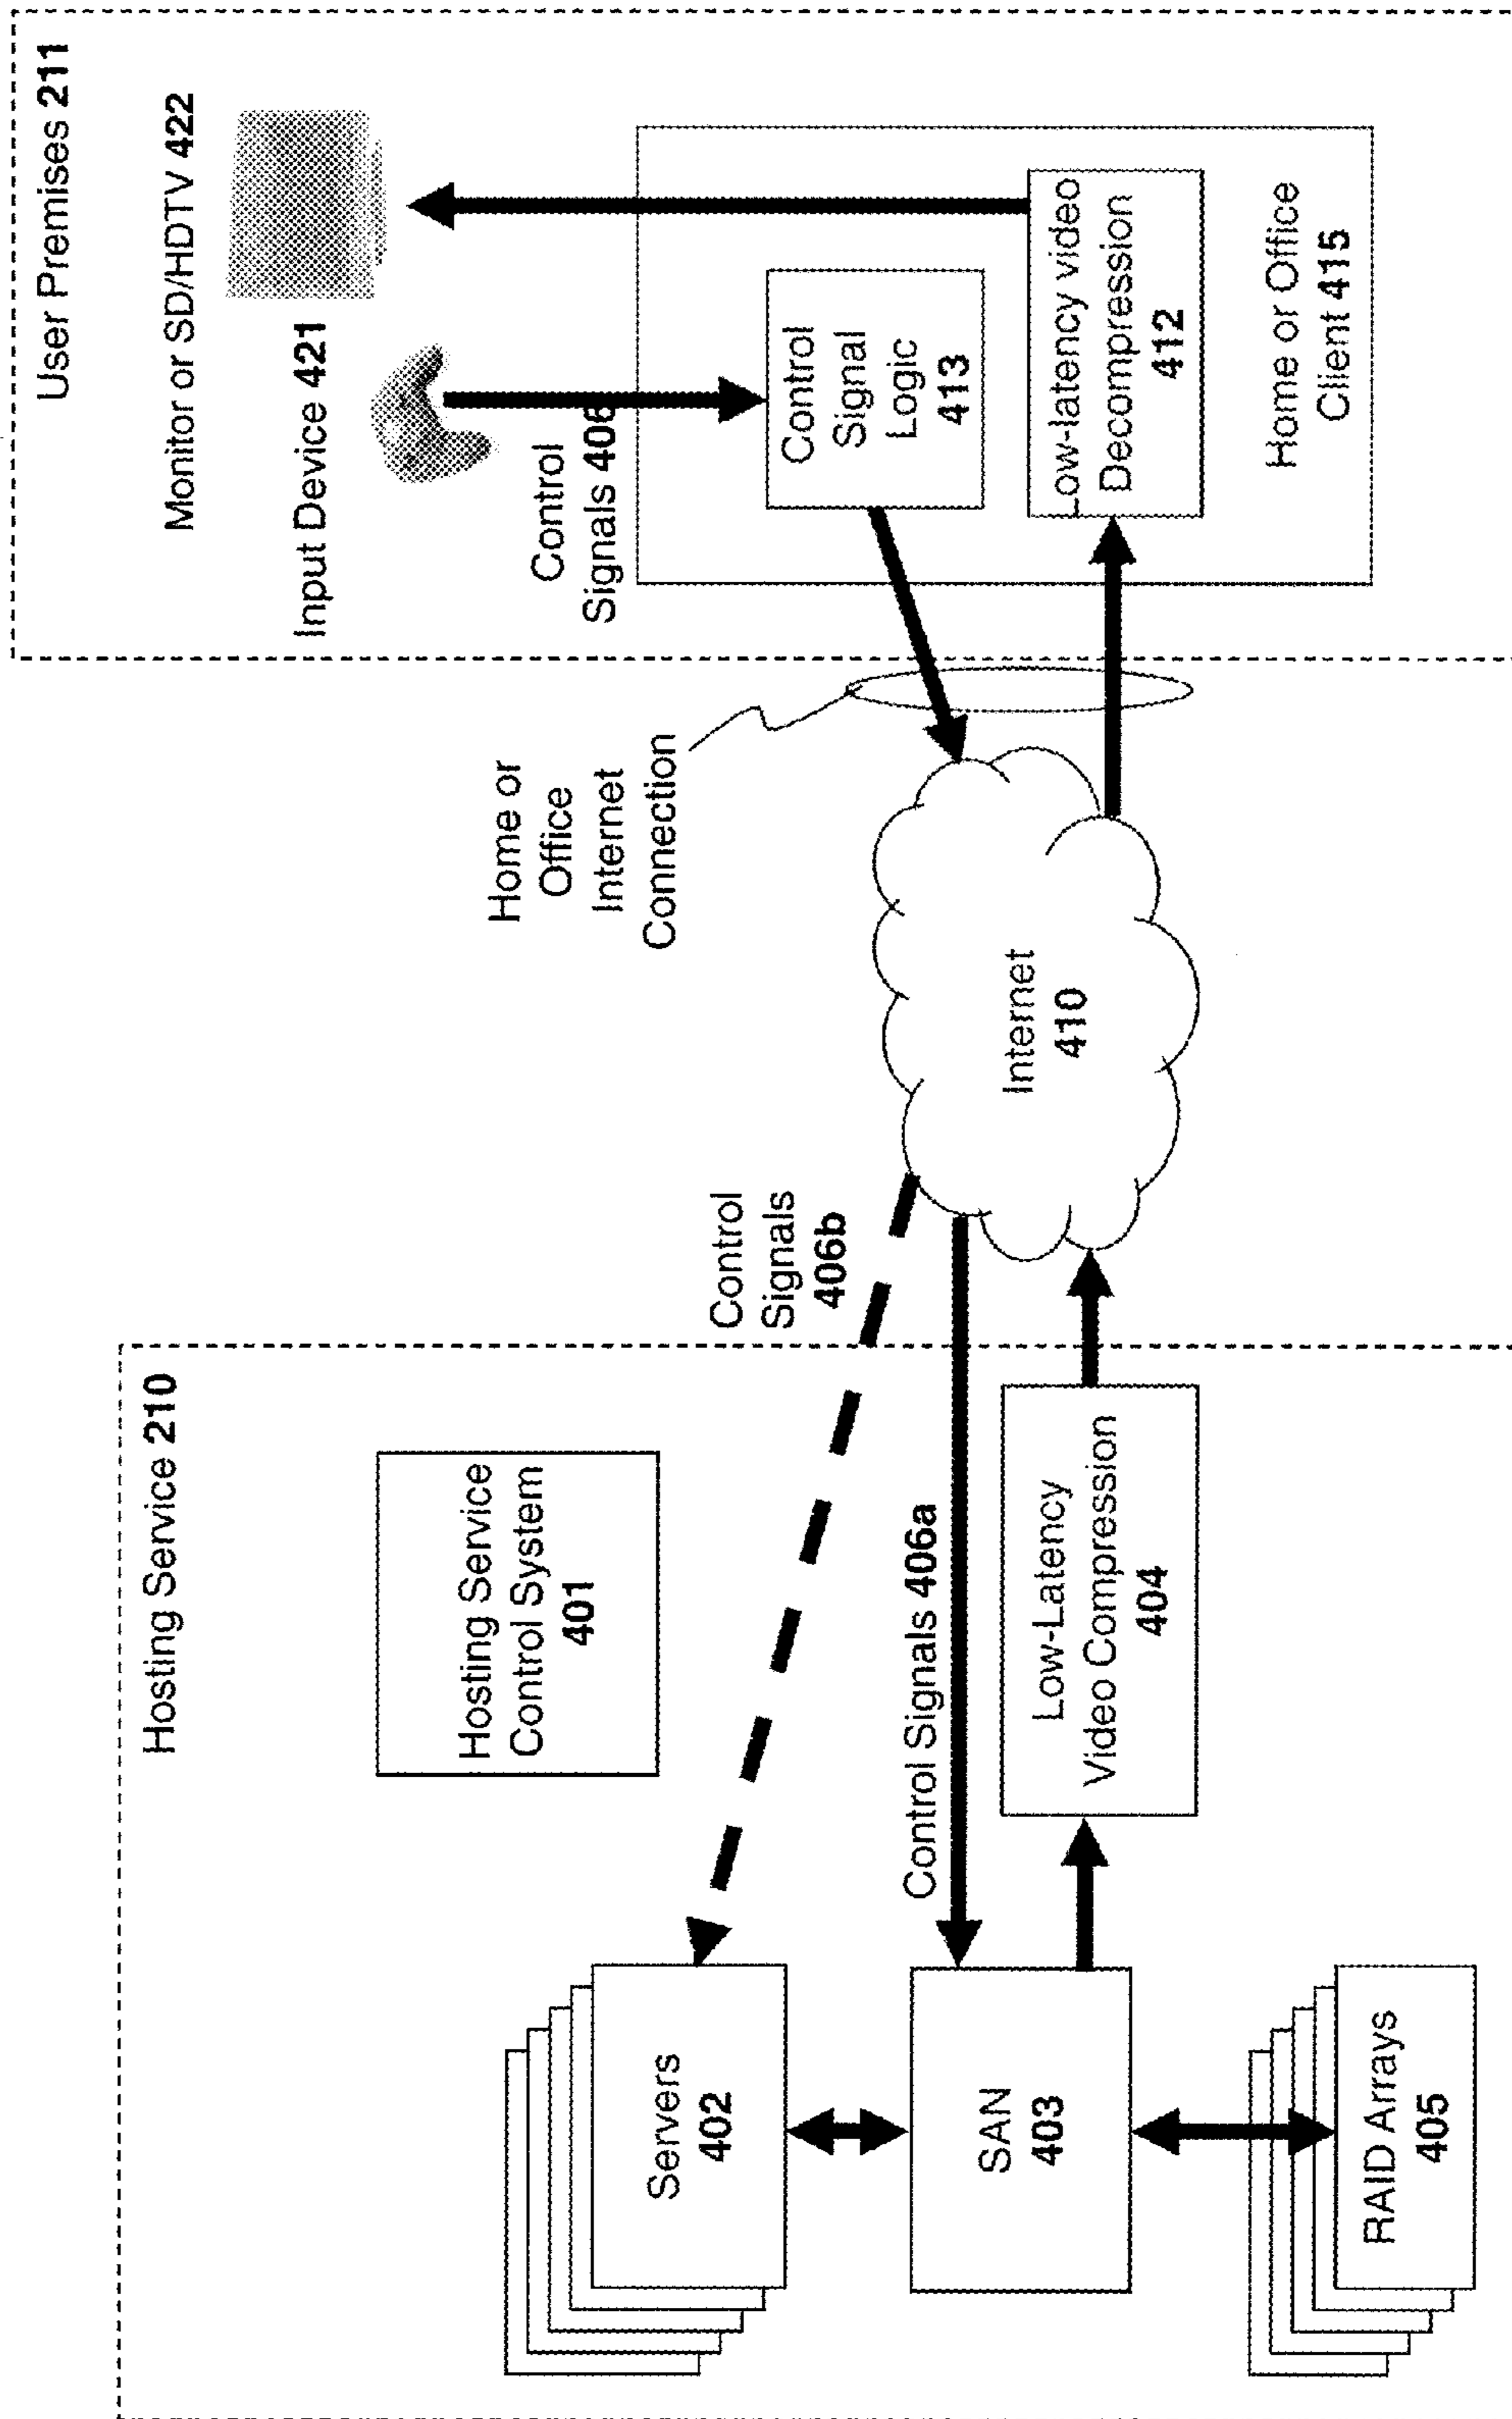 Hosting Service 210
Hosting Service
Control System
401
Servers
402
Control Signals 406a
SAN
403
Low-Latency
Video Compression
404
RAID Arrays
405
Control
Signals
406b
Home or
Office
Internet
Connection
Internet
410
User Premises 211
Monitor or SD/HDTV 422
Input Device 421
Control
Signals 406
Control
Signal
Logic
413
Low-latency video
Decompression
412
Home or Office
Client 415